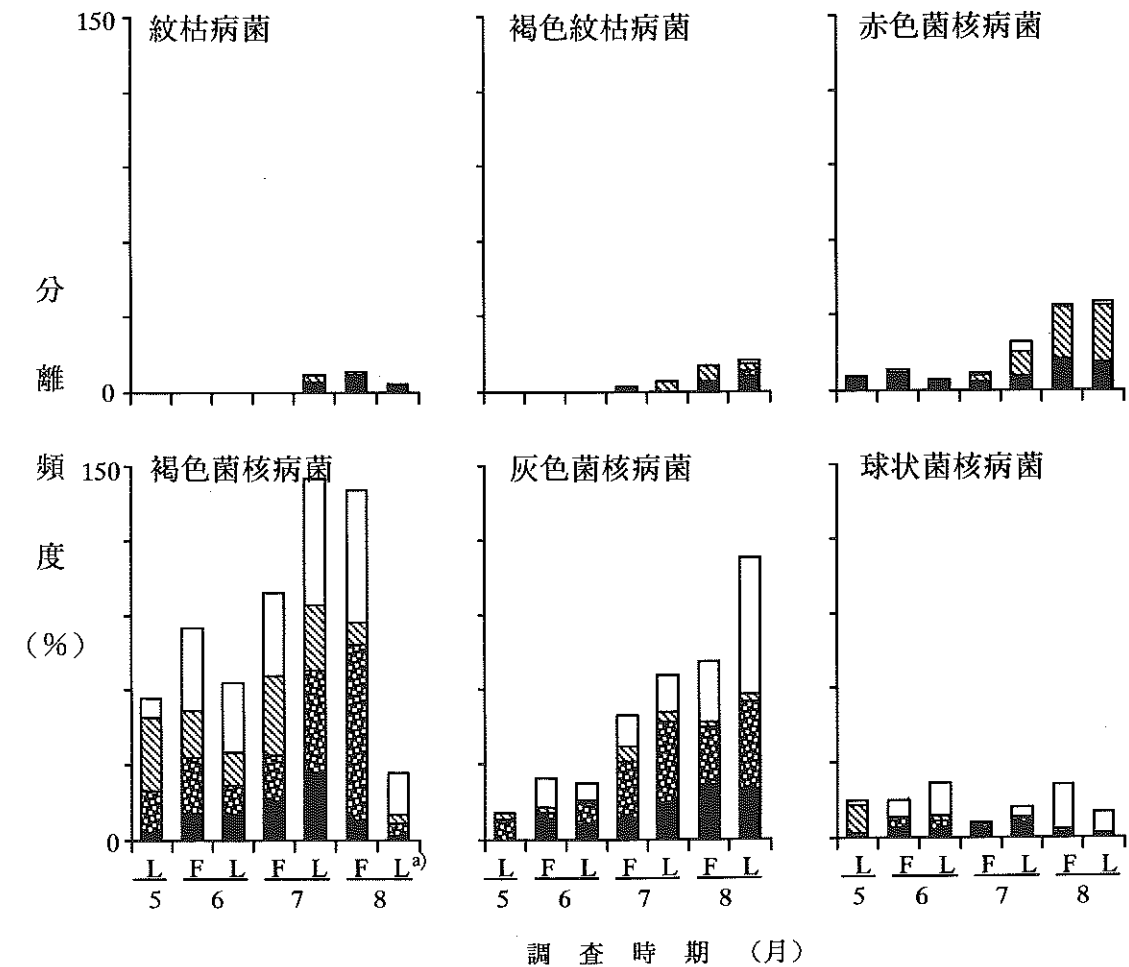 150 紋枯病菌 褐色紋枯病菌 赤色菌核病菌
0
150 褐色菌核病菌 灰色菌核病菌 球状菌核病菌
0
分離頻度(%)
L F L F L F Lᵃ⁾ L F L F L F L L F L F L F L
5 6 7 8 5 6 7 8 5 6 7 8
調査時期(月)